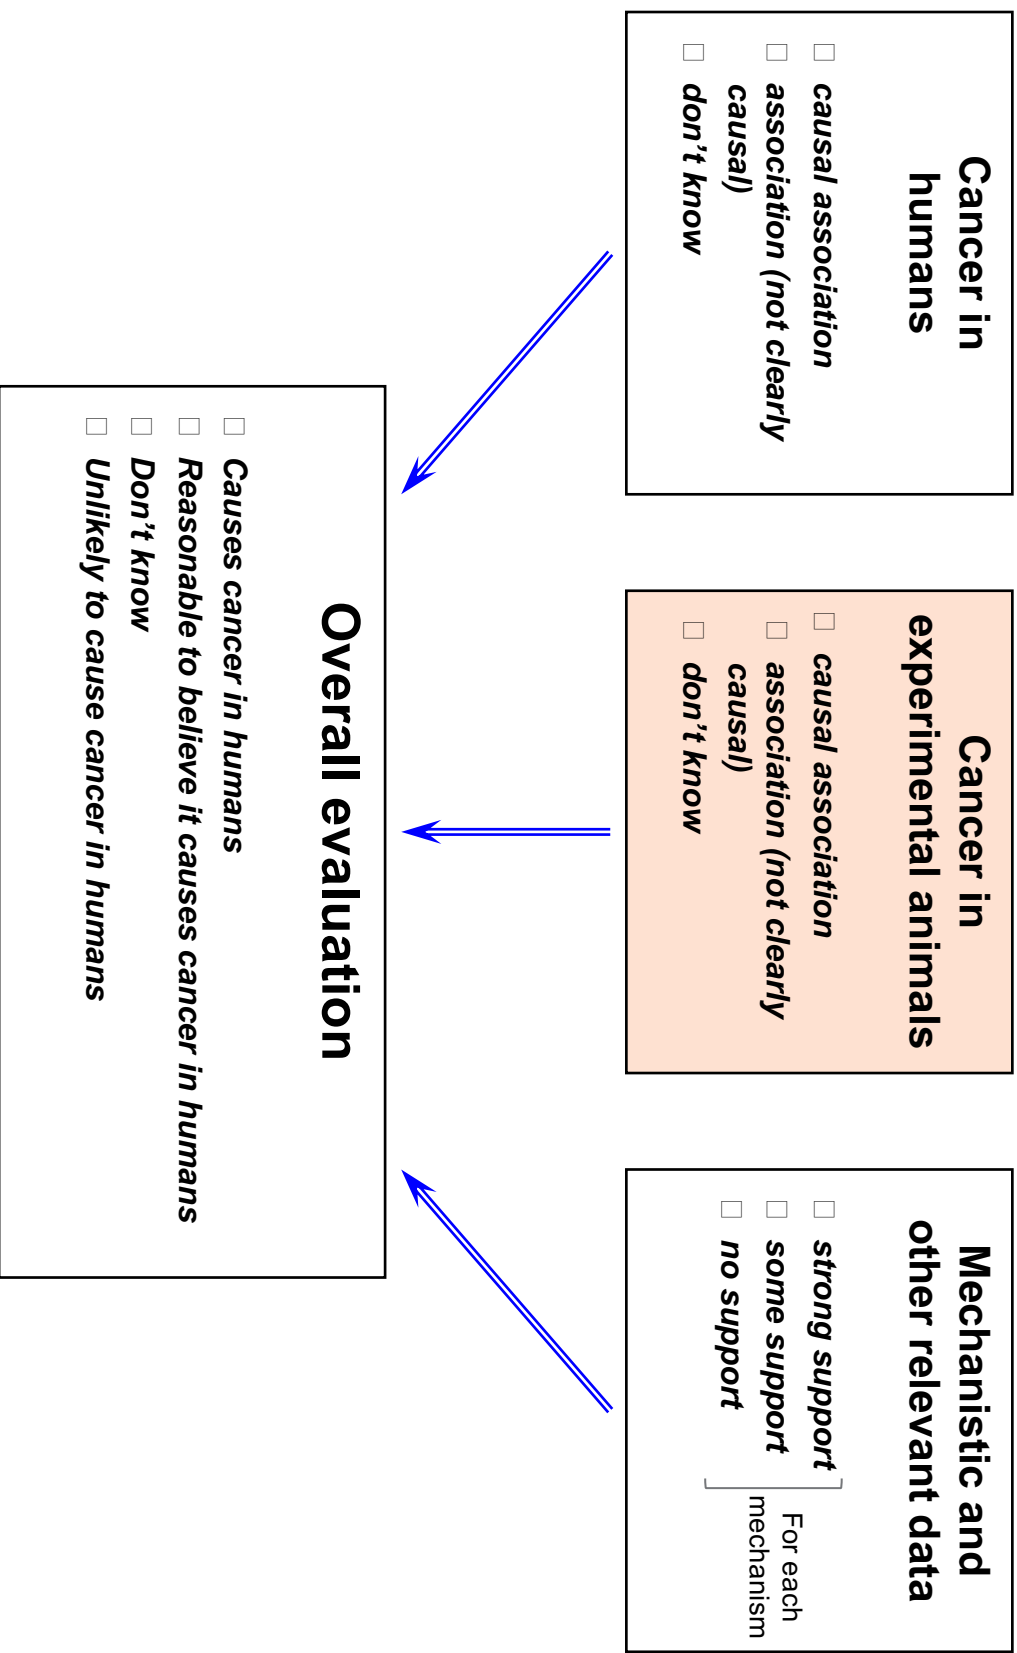 Cancer in
humans
□ causal association
□ association (not clearly
causal)
□ don’t know
Cancer in
experimental animals
□ causal association
□ association (not clearly
causal)
□ don’t know
Mechanistic and
other relevant data
□ strong support
□ some support
□ no support
For each
mechanism
Overall evaluation
□ Causes cancer in humans
□ Reasonable to believe it causes cancer in humans
□ Don’t know
□ Unlikely to cause cancer in humans